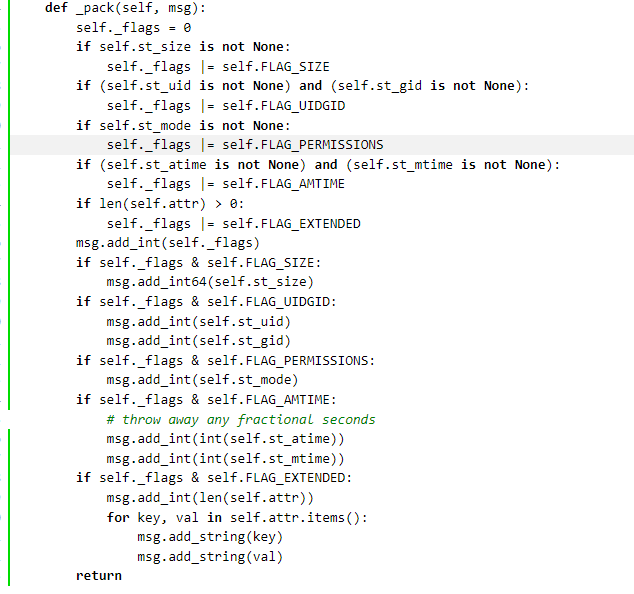 def _pack(self, msg):
    self._flags = 0
    if self.st_size is not None:
        self._flags |= self.FLAG_SIZE
    if (self.st_uid is not None) and (self.st_gid is not None):
        self._flags |= self.FLAG_UIDGID
    if self.st_mode is not None:
        self._flags |= self.FLAG_PERMISSIONS
    if (self.st_atime is not None) and (self.st_mtime is not None):
        self._flags |= self.FLAG_AMTIME
    if len(self.attr) > 0:
        self._flags |= self.FLAG_EXTENDED
    msg.add_int(self._flags)
    if self._flags & self.FLAG_SIZE:
        msg.add_int64(self.st_size)
    if self._flags & self.FLAG_UIDGID:
        msg.add_int(self.st_uid)
        msg.add_int(self.st_gid)
    if self._flags & self.FLAG_PERMISSIONS:
        msg.add_int(self.st_mode)
    if self._flags & self.FLAG_AMTIME:
        # throw away any fractional seconds
        msg.add_int(int(self.st_atime))
        msg.add_int(int(self.st_mtime))
    if self._flags & self.FLAG_EXTENDED:
        msg.add_int(len(self.attr))
        for key, val in self.attr.items():
            msg.add_string(key)
            msg.add_string(val)
    return